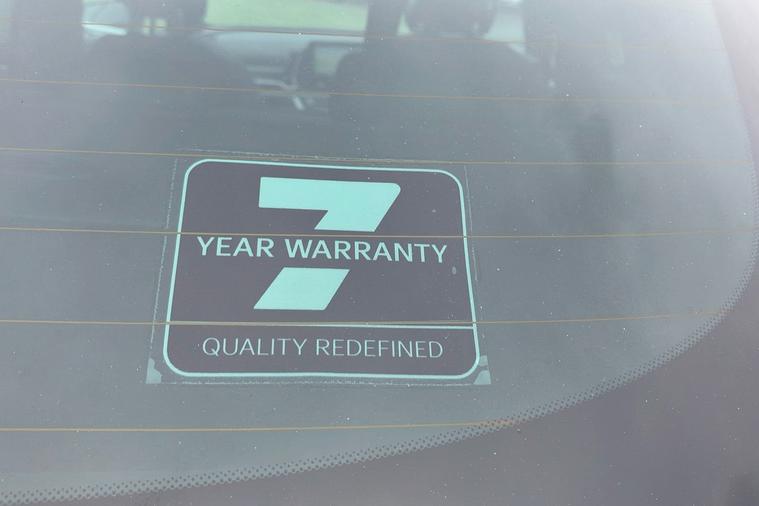 7
YEAR WARRANTY
QUALITY REDEFINED